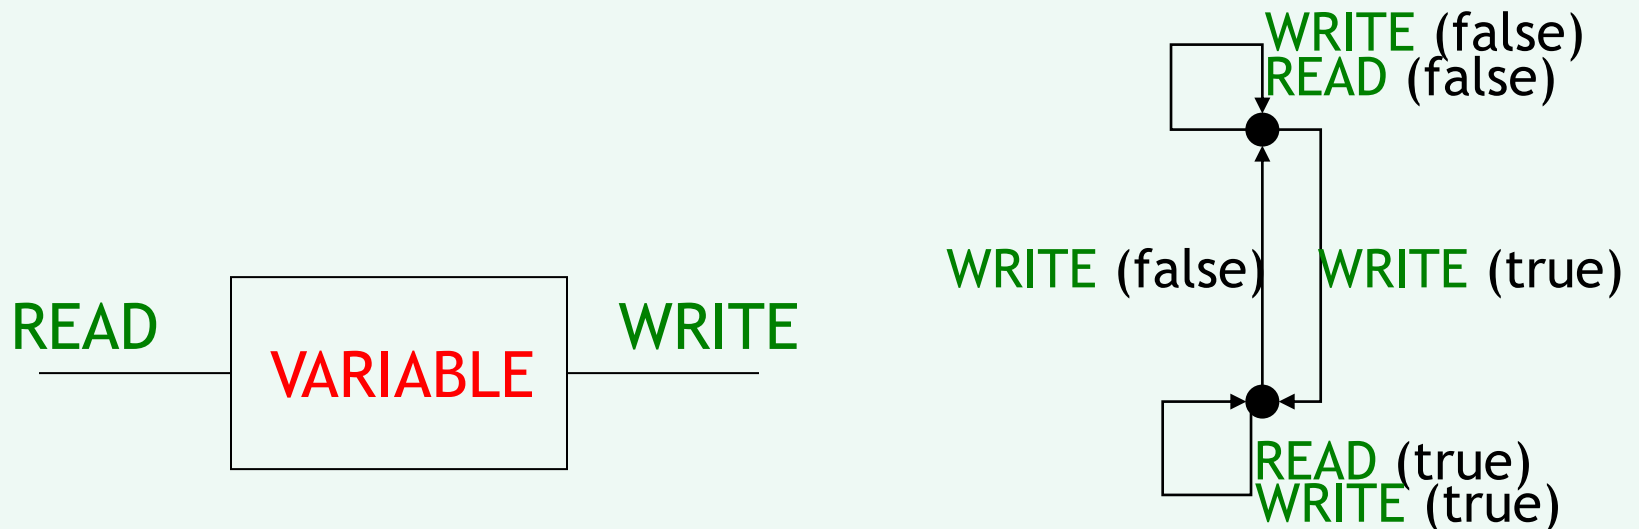 READ
VARIABLE
WRITE
WRITE (false)
READ (false)
WRITE (false)
WRITE (true)
READ (true)
WRITE (true)